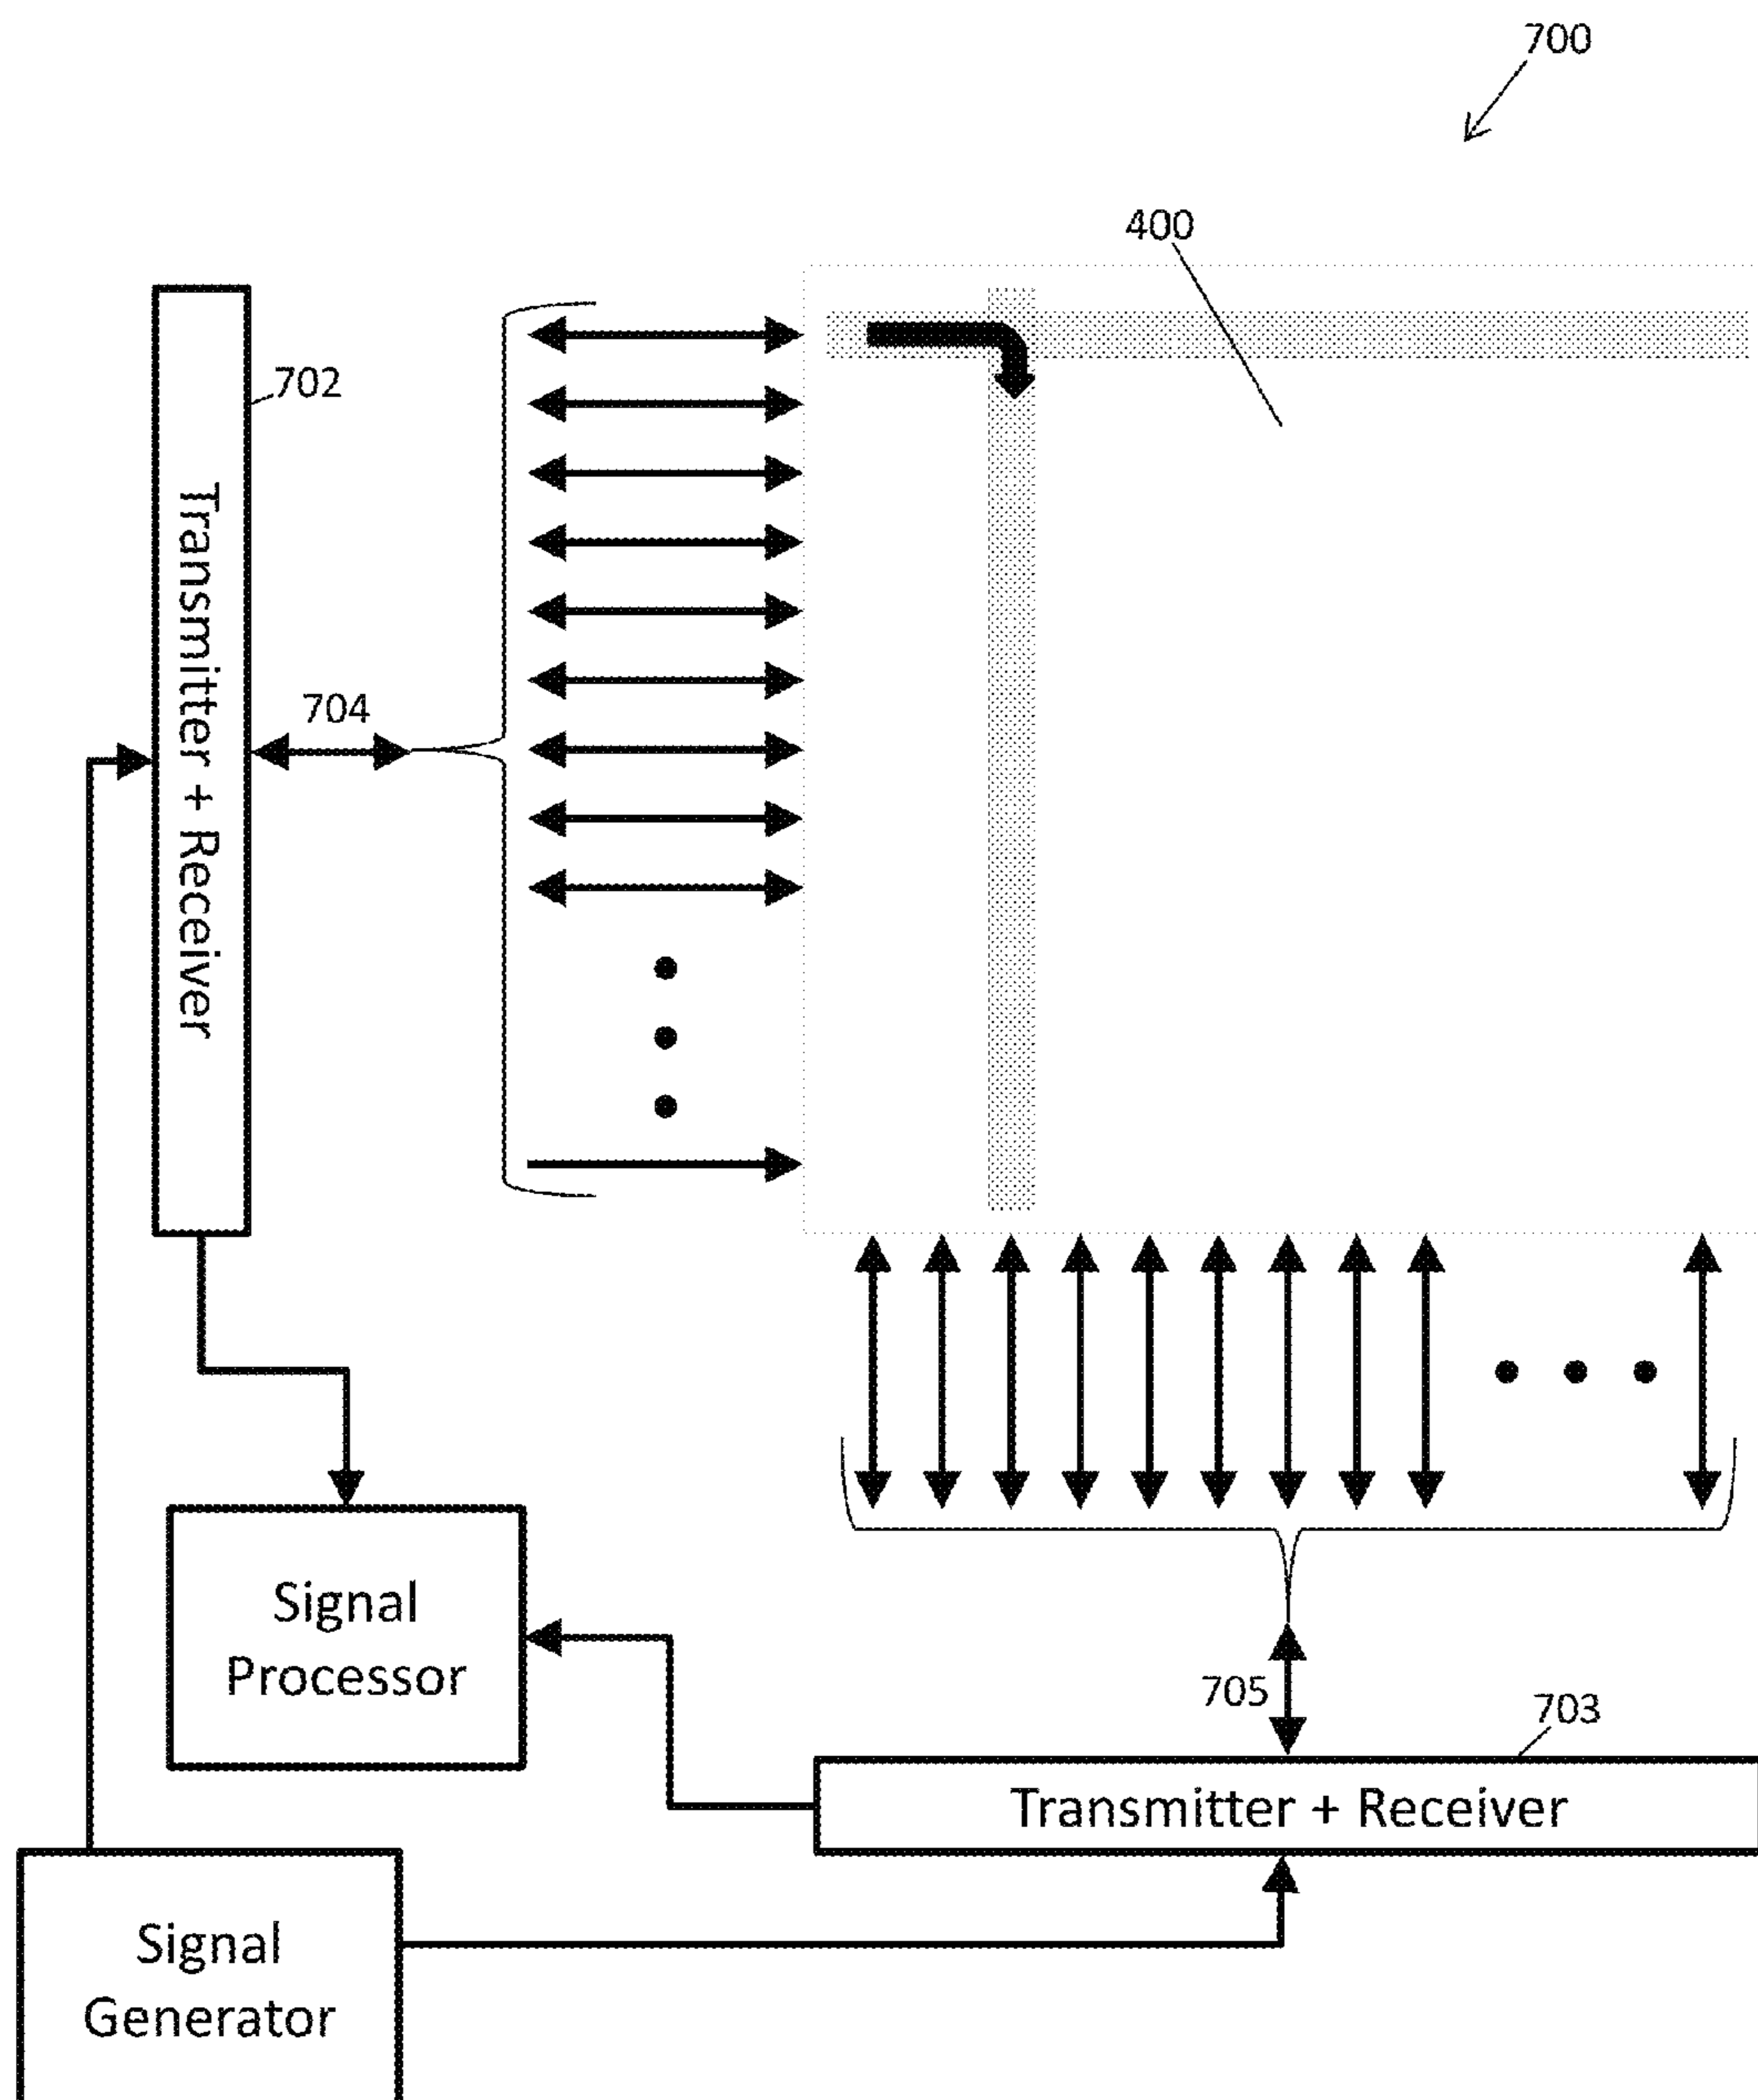 700
400
702
Transmitter + Receiver
704
Signal
Processor
705
703
Transmitter + Receiver
Signal
Generator